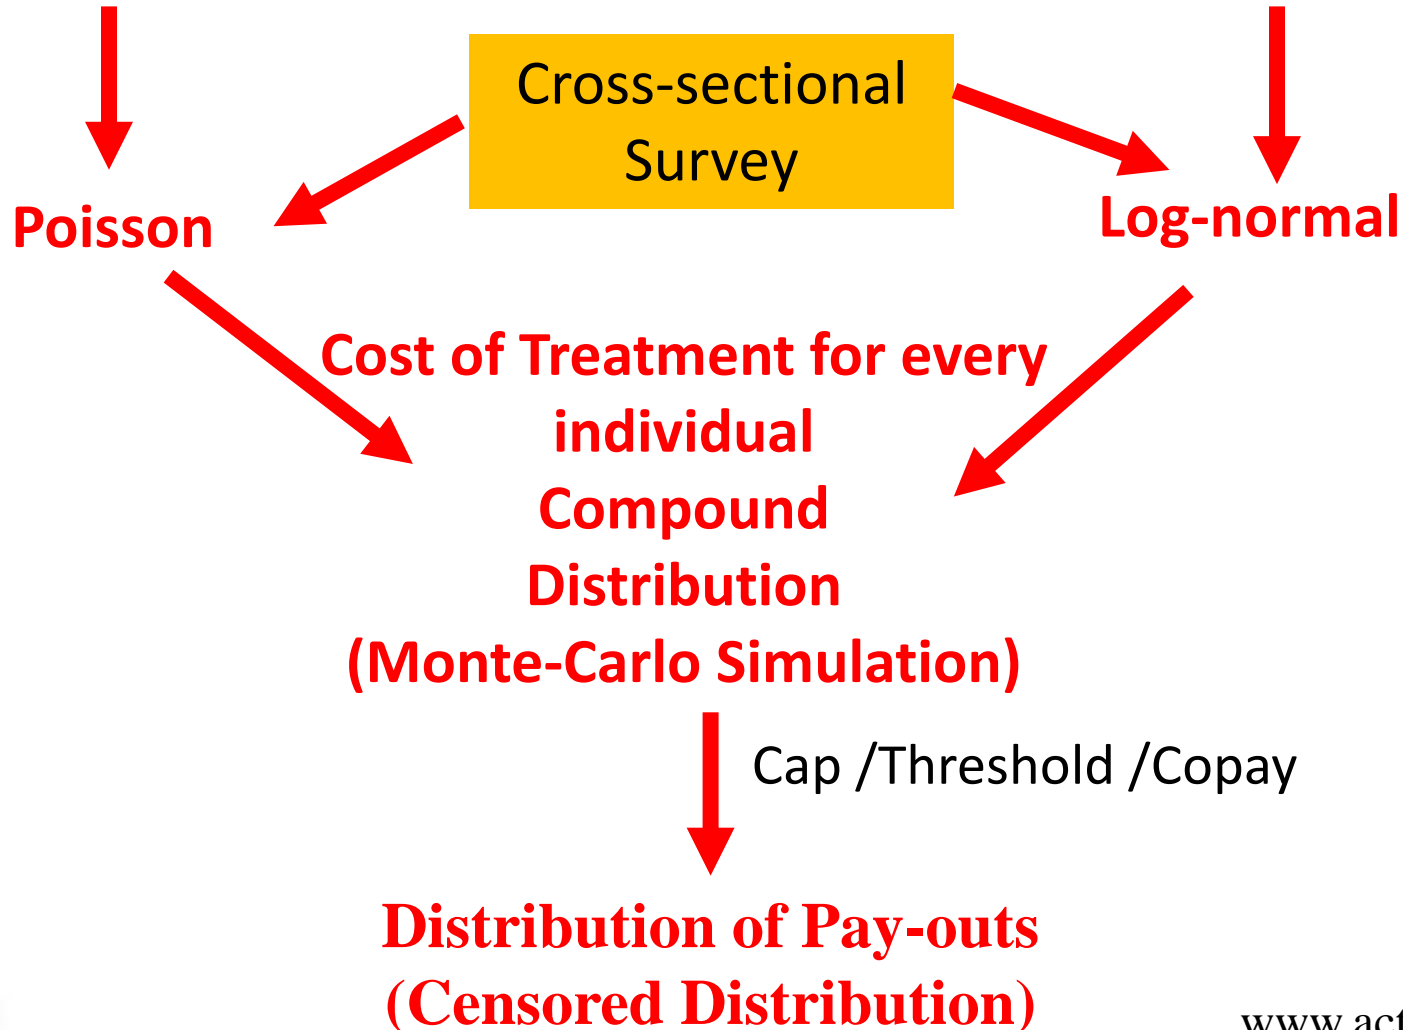 Cross-sectional
Survey
Poisson
Log-normal
Cost of Treatment for every
individual
Compound
Distribution
(Monte-Carlo Simulation)
Cap /Threshold /Copay
Distribution of Pay-outs
(Censored Distribution)